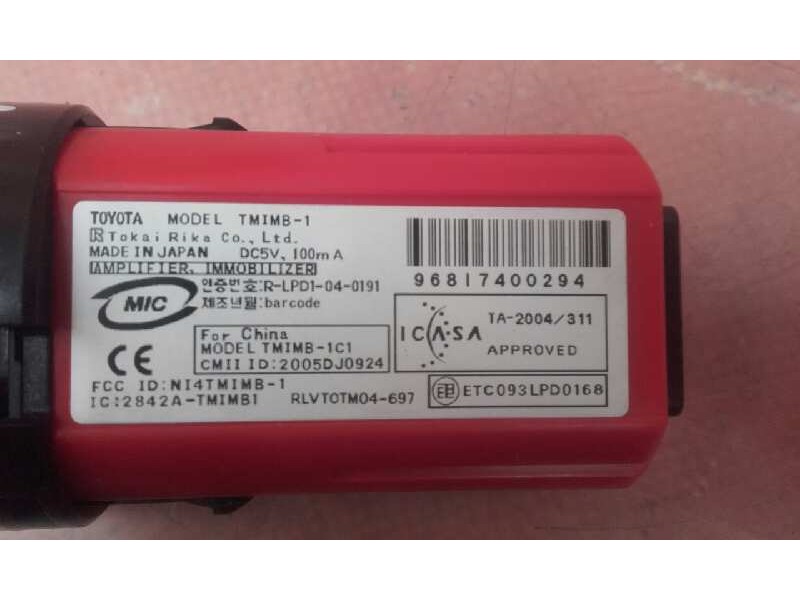 TOYOTA MODEL TMIMB-1
Tokai Rika Co., Ltd.
MADE IN JAPAN DC5V, 100mA
AMPLIFIER, IMMOBILIZER
MIC
인증번호:R-LPD1-04-0191
제조년월:barcode
For China
MODEL TMIMB-1C1
CMII ID:2005DJ0924
CE
FCC ID:NI4TMIMB-1
IC:2842A-TMIMB1 RLVTOTM04-697
96817400294
ICASA
TA-2004/311
APPROVED
ETC093LPD0168